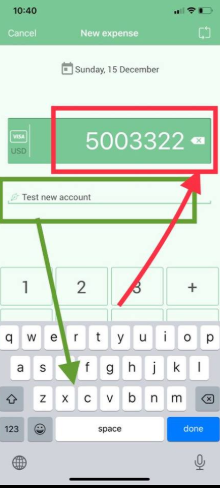 10:40
Cancel New expense
Sunday, 15 December
VISA
USD
5003322
Test new account
1 2 3 +
q w e r t y u i o p
a s f g h j k l
z x c v b n m
123 space done